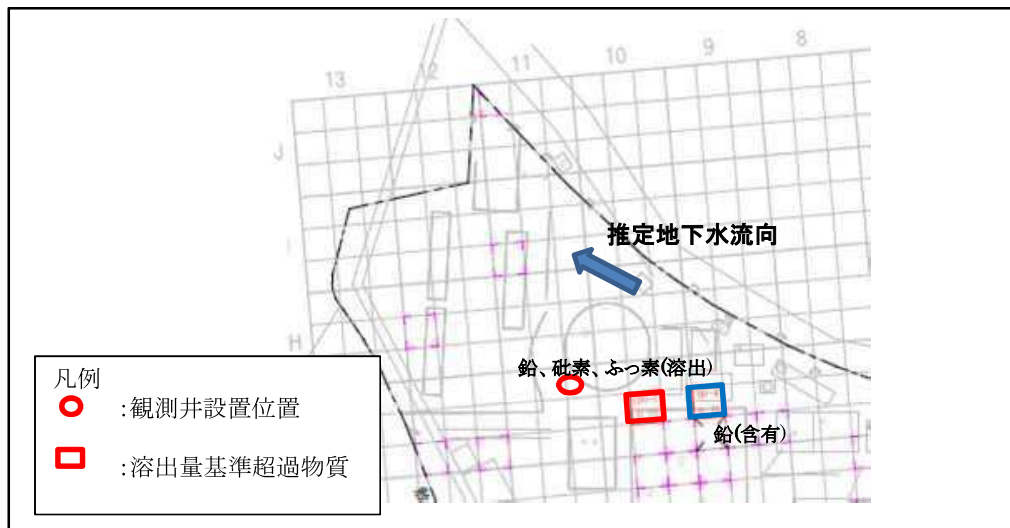 13
12
11
10
9
8
J
I
H
推定地下水流向
鉛、砒素、ふっ素(溶出)
鉛(含有)
凡例
:観測井設置位置
:溶出量基準超過物質